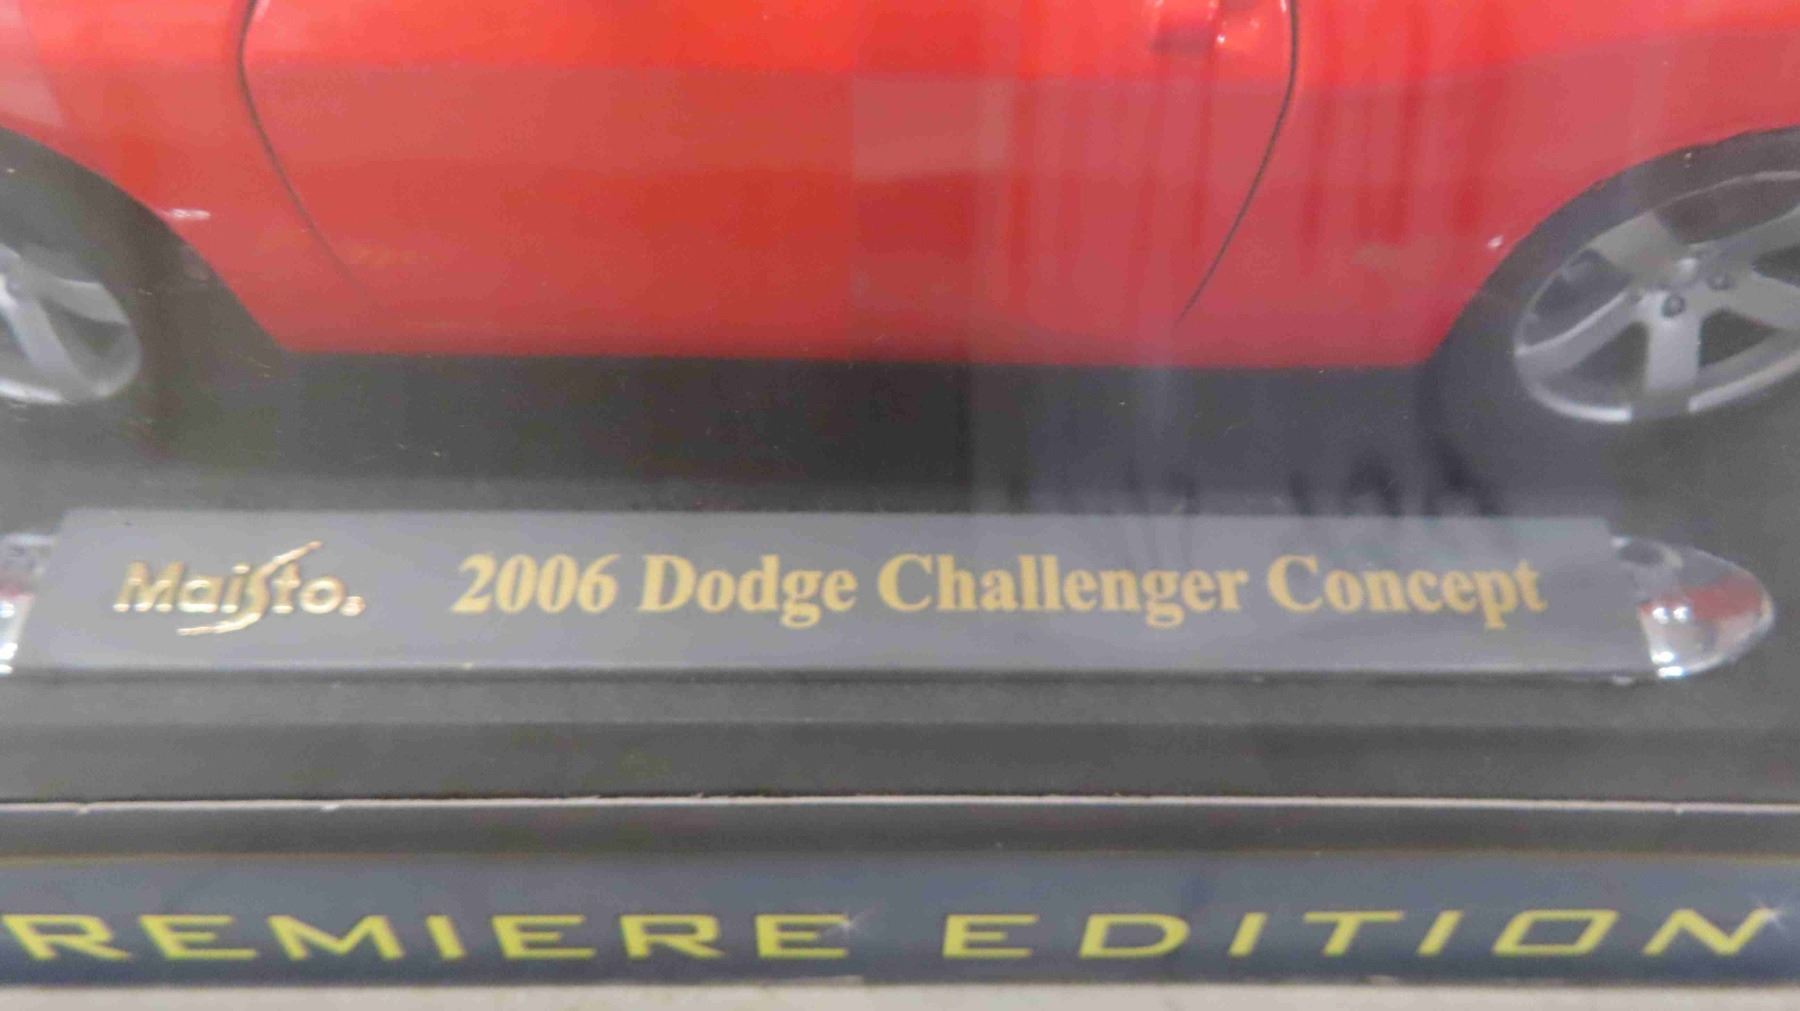 Maisto 2006 Dodge Challenger Concept
REMIERE EDITION